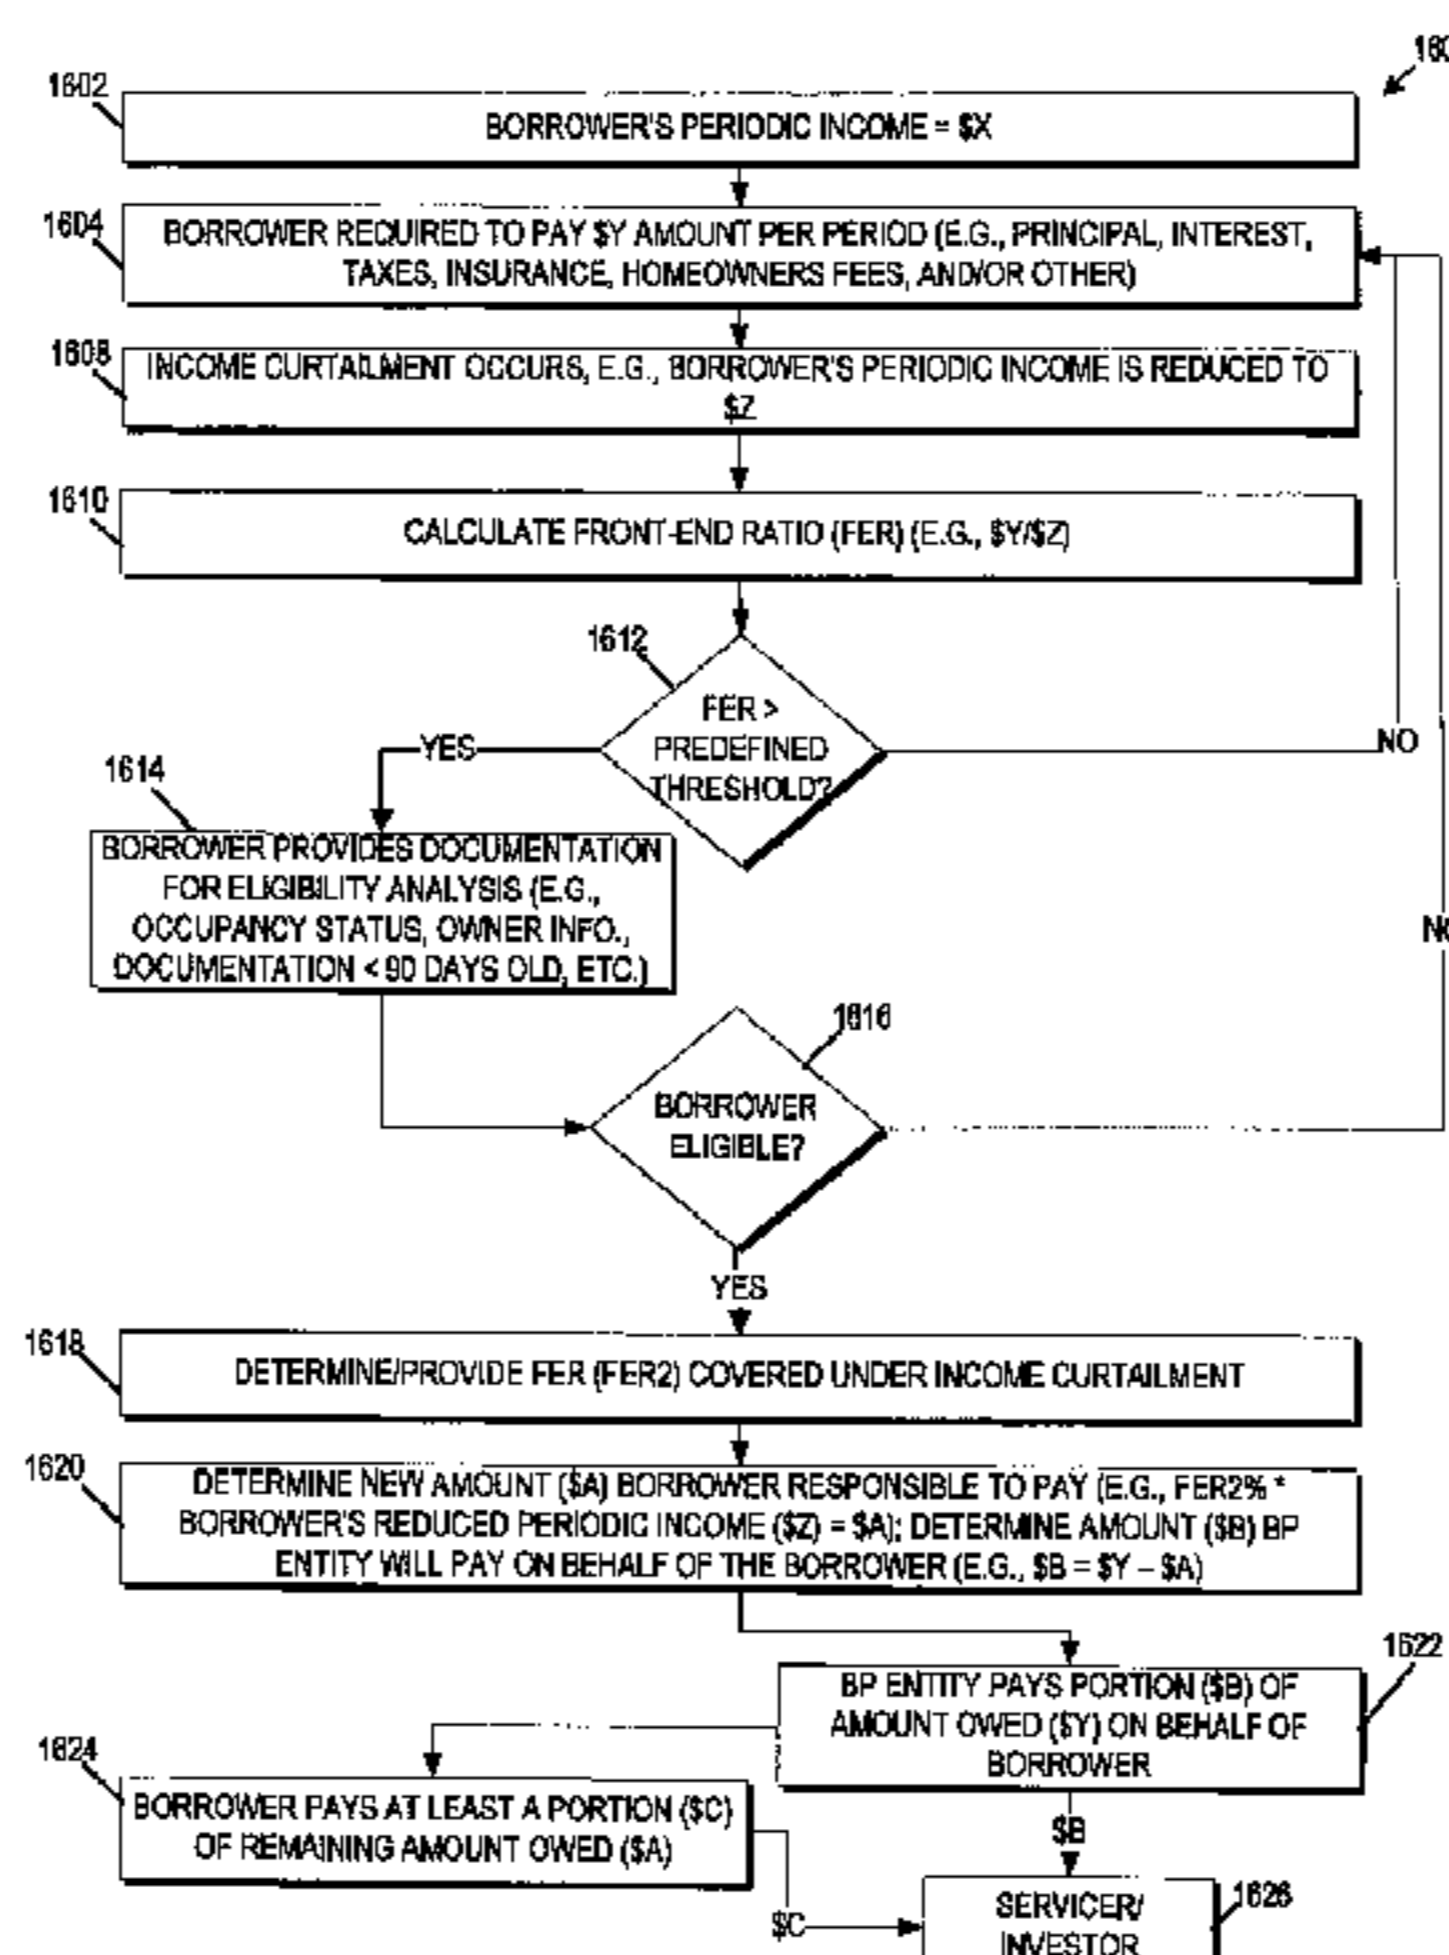 160
1602
BORROWER'S PERIODIC INCOME = $X
1604
BORROWER REQUIRED TO PAY $Y AMOUNT PER PERIOD (E.G., PRINCIPAL, INTEREST,
TAXES, INSURANCE, HOMEOWNERS FEES, AND/OR OTHER)
1608
INCOME CURTAILMENT OCCURS, E.G., BORROWER'S PERIODIC INCOME IS REDUCED TO
$Z
1610
CALCULATE FRONT-END RATIO (FER) (E.G., $Y/$Z)
1612
FER >
PREDEFINED
THRESHOLD?
YES
NO
1614
BORROWER PROVIDES DOCUMENTATION
FOR ELIGIBILITY ANALYSIS (E.G.,
OCCUPANCY STATUS, OWNER INFO.,
DOCUMENTATION < 90 DAYS OLD, ETC.)
NO
1616
BORROWER
ELIGIBLE?
YES
1618
DETERMINE/PROVIDE FER (FER2) COVERED UNDER INCOME CURTAILMENT
1620
DETERMINE NEW AMOUNT ($A) BORROWER RESPONSIBLE TO PAY (E.G., FER2% *
BORROWER'S REDUCED PERIODIC INCOME ($Z) = $A); DETERMINE AMOUNT ($B) BP
ENTITY WILL PAY ON BEHALF OF THE BORROWER (E.G., $B = $Y – $A)
1622
BP ENTITY PAYS PORTION ($B) OF
AMOUNT OWED ($Y) ON BEHALF OF
BORROWER
1624
BORROWER PAYS AT LEAST A PORTION ($C)
OF REMAINING AMOUNT OWED ($A)
$B
$C
1626
SERVICER/
INVESTOR